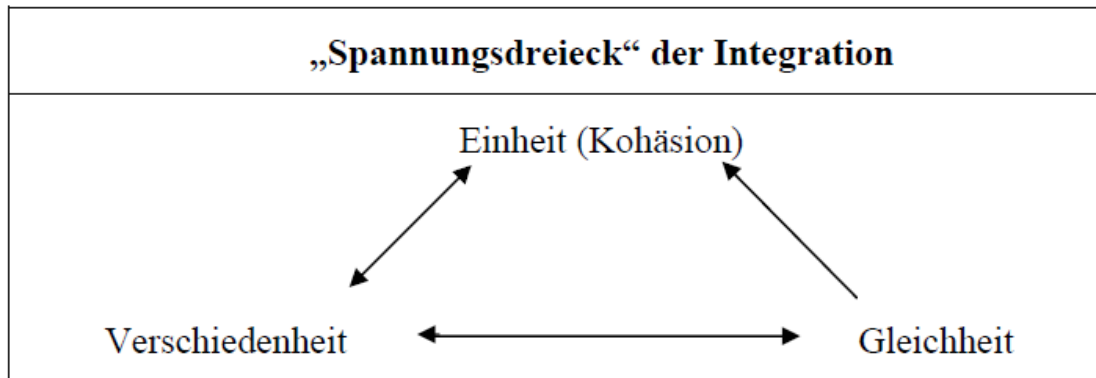 „Spannungsdreieck“ der Integration
Einheit (Kohäsion)
Verschiedenheit Gleichheit